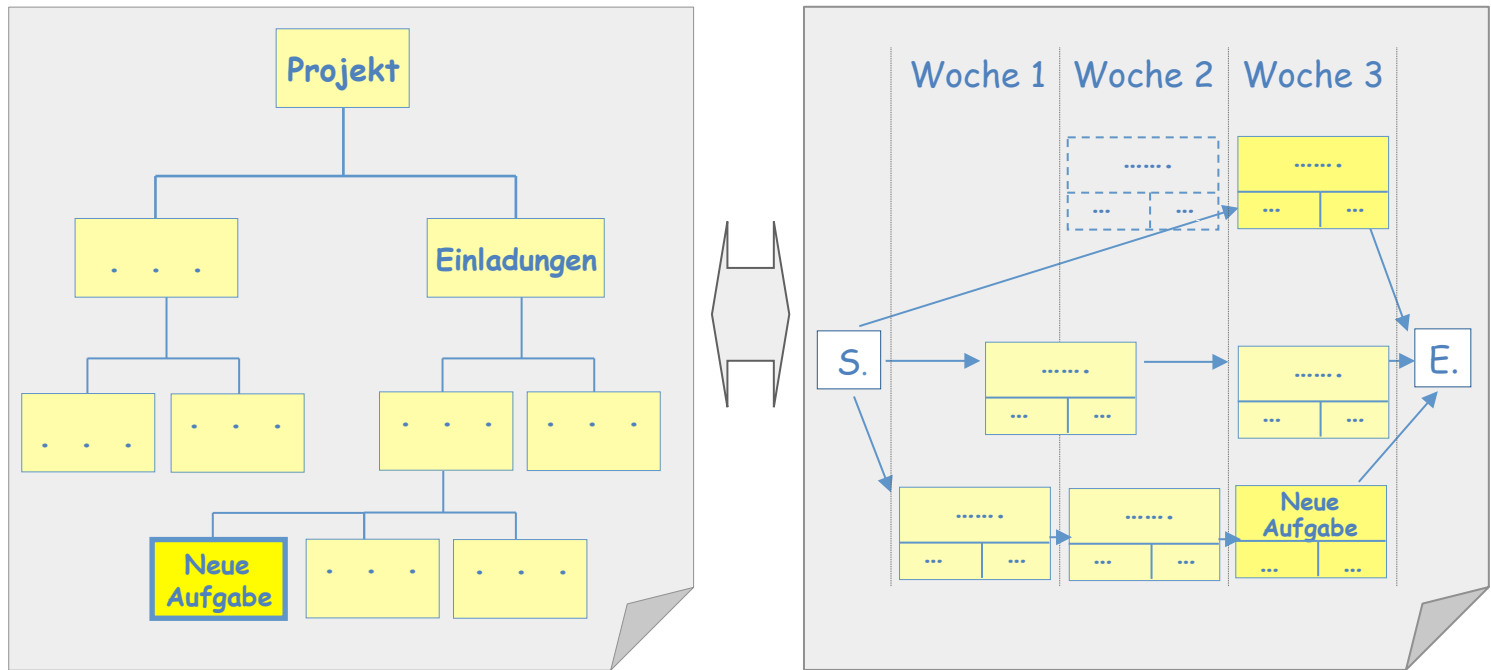 Projekt
. . .
Einladungen
. . .
. . .
. . .
. . .
Neue
Aufgabe
. . .
. . .
Woche 1 Woche 2 Woche 3
…….
... ...
…….
... ...
S.
…….
... ...
…….
... ...
E.
…….
... ...
…….
... ...
Neue
Aufgabe
... ...